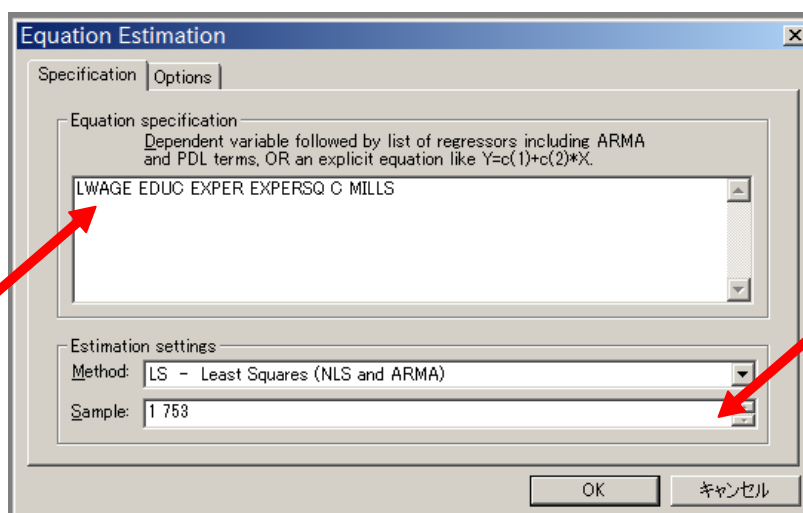 Equation Estimation
Specification Options
Equation specification
Dependent variable followed by list of regressors including ARMA
and PDL terms, OR an explicit equation like Y=c(1)+c(2)*X.
LWAGE EDUC EXPER EXPERSQ C MILLS
Estimation settings
Method: LS - Least Squares (NLS and ARMA)
Sample: 1 753
OK キャンセル